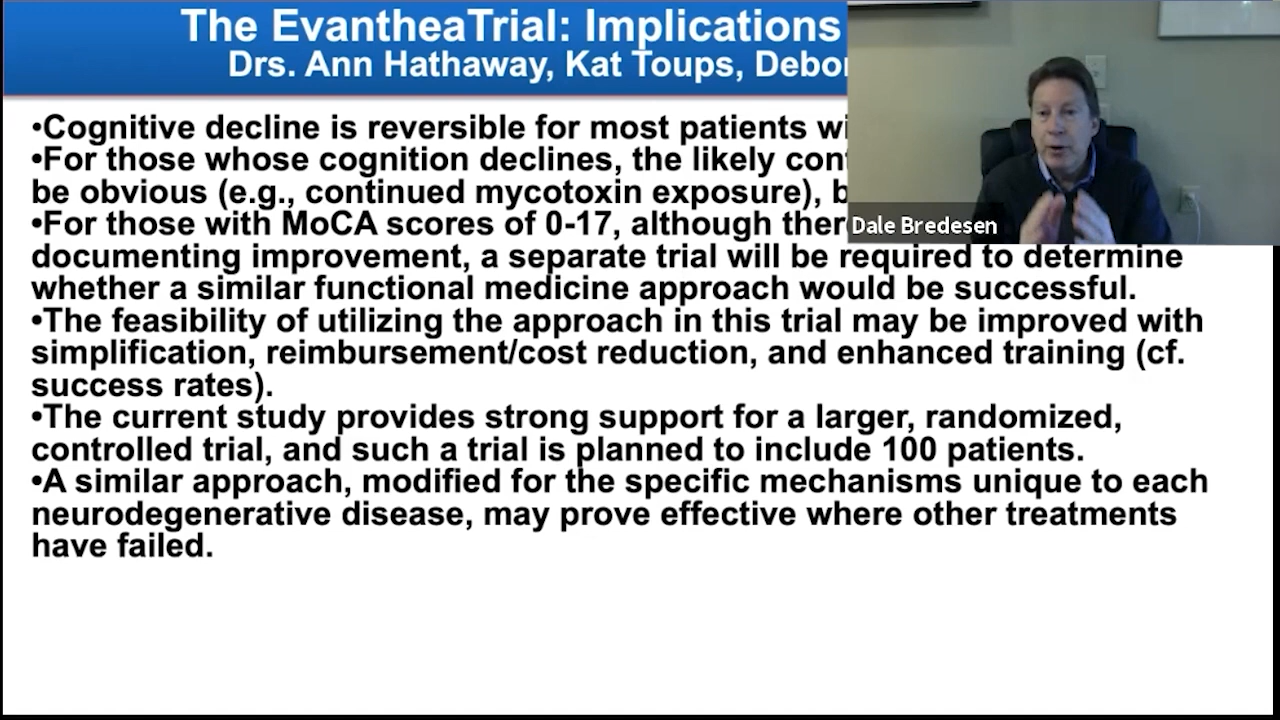 The EvantheaTrial: Implications
Drs. Ann Hathaway, Kat Toups,
•Cognitive decline is reversible for most patients
•For those whose cognition declines, the likely
be obvious (e.g., continued mycotoxin exposure),
•For those with MoCA scores of 0-17, although
Dale Bredesen
documenting improvement, a separate trial will be required to determine
whether a similar functional medicine approach would be successful.
•The feasibility of utilizing the approach in this trial may be improved with
simplification, reimbursement/cost reduction, and enhanced training (cf.
success rates).
•The current study provides strong support for a larger, randomized,
controlled trial, and such a trial is planned to include 100 patients.
•A similar approach, modified for the specific mechanisms unique to each
neurodegenerative disease, may prove effective where other treatments
have failed.